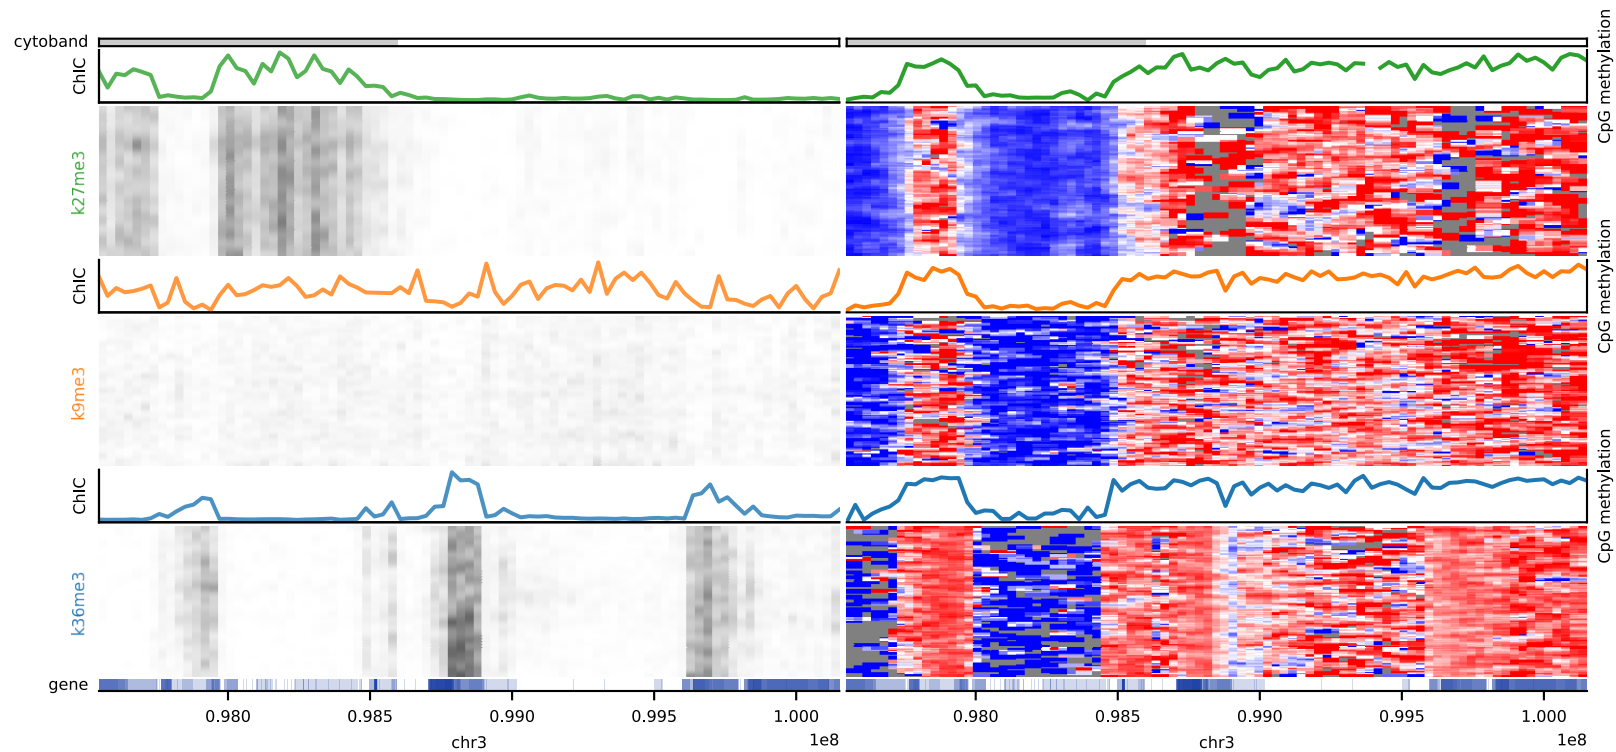 cytoband
ChIC
CpG methylation
k27me3
ChIC
CpG methylation
k9me3
ChIC
CpG methylation
k36me3
gene
0.980 0.985 0.990 0.995 1.000
0.980 0.985 0.990 0.995 1.000
chr3 1e8
chr3 1e8